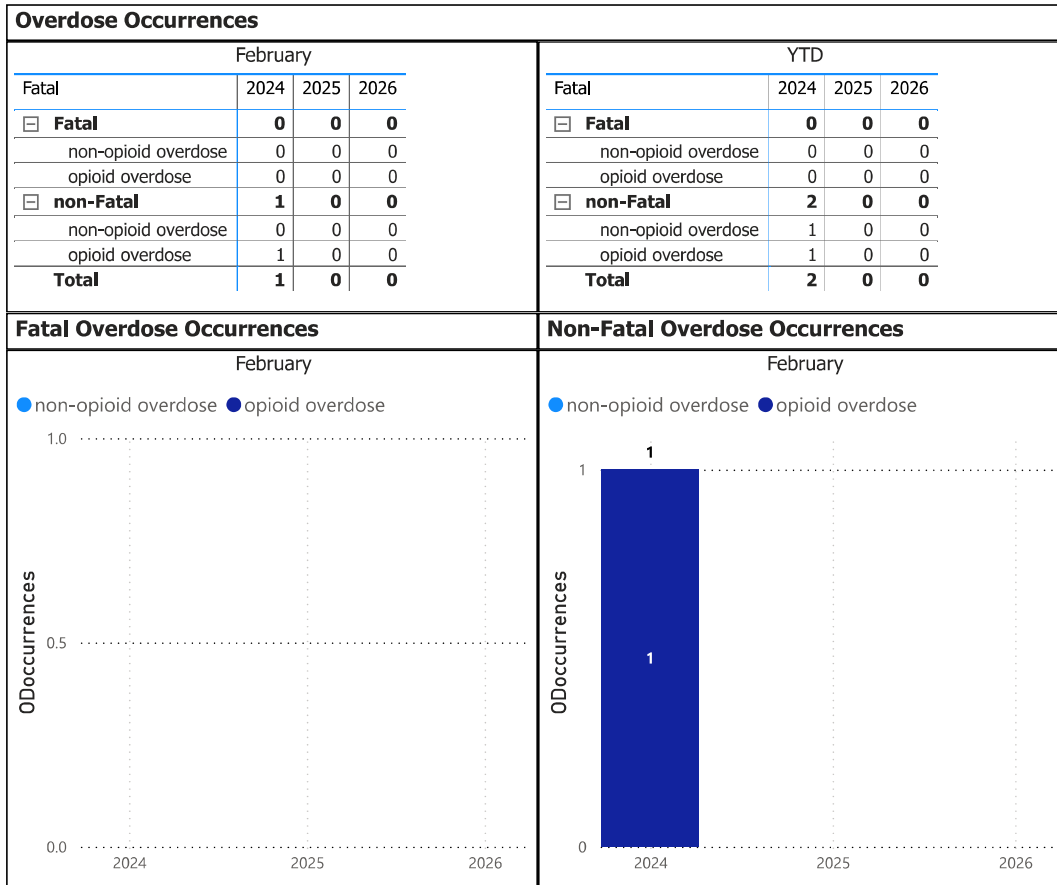 Overdose Occurrences
February
Fatal 2024 2025 2026
Fatal 0 0 0
non-opioid overdose 0 0 0
opioid overdose 0 0 0
non-Fatal 1 0 0
non-opioid overdose 0 0 0
opioid overdose 1 0 0
Total 1 0 0
YTD
Fatal 2024 2025 2026
Fatal 0 0 0
non-opioid overdose 0 0 0
opioid overdose 0 0 0
non-Fatal 2 0 0
non-opioid overdose 1 0 0
opioid overdose 1 0 0
Total 2 0 0
Fatal Overdose Occurrences
February
non-opioid overdose opioid overdose
ODoccurrences
1.0
0.5
0.0
2024 2025 2026
Non-Fatal Overdose Occurrences
February
non-opioid overdose opioid overdose
ODoccurrences
1
1
1
0
2024 2025 2026